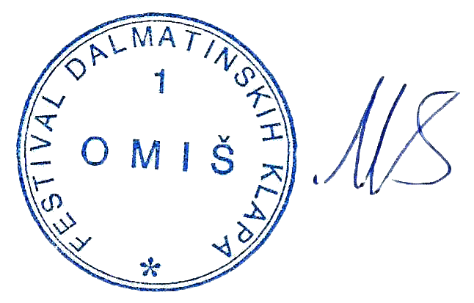 FESTIVAL DALMATINSKIH KLAPA
1
OMIŠ